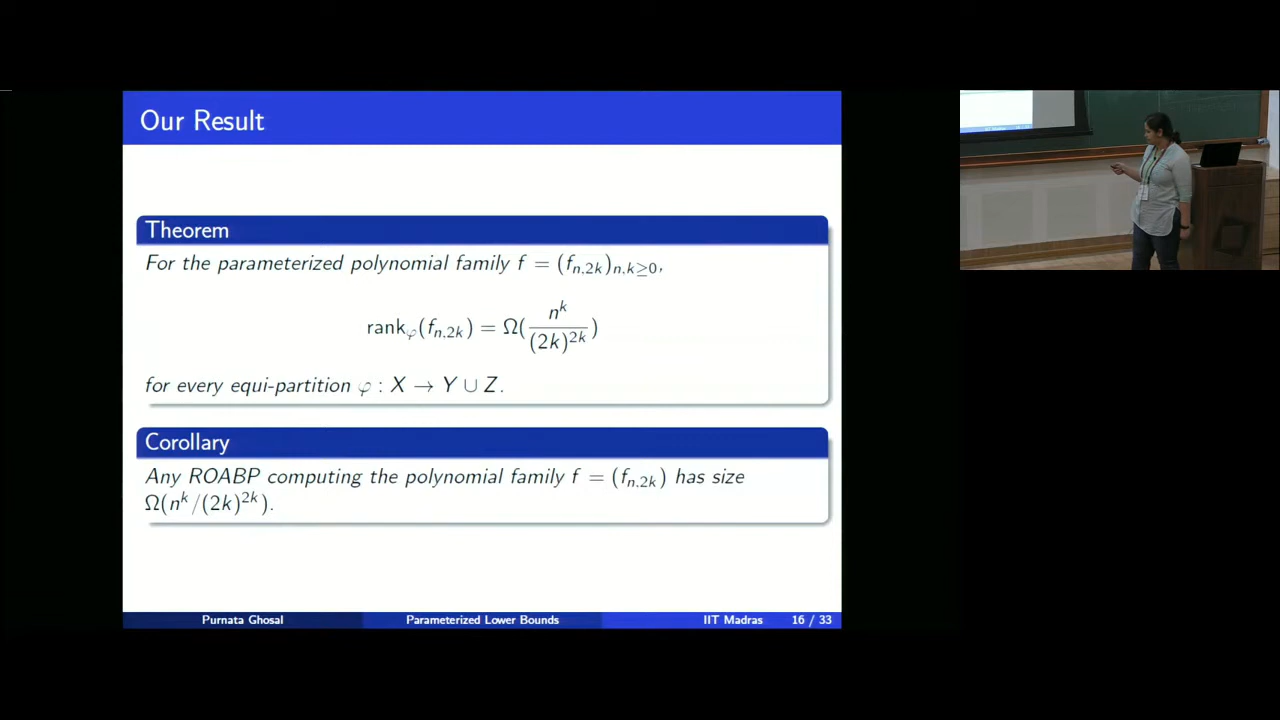 Our Result
Theorem
For the parameterized polynomial family f = (f_{n,2k})_{n,k≥0},
rank_φ(f_{n,2k}) = Ω(n^k / (2k)^{2k})
for every equi-partition φ : X → Y ∪ Z.
Corollary
Any ROABP computing the polynomial family f = (f_{n,2k}) has size
Ω(n^k/(2k)^{2k}).
Purnata Ghosal Parameterized Lower Bounds IIT Madras 16 / 33